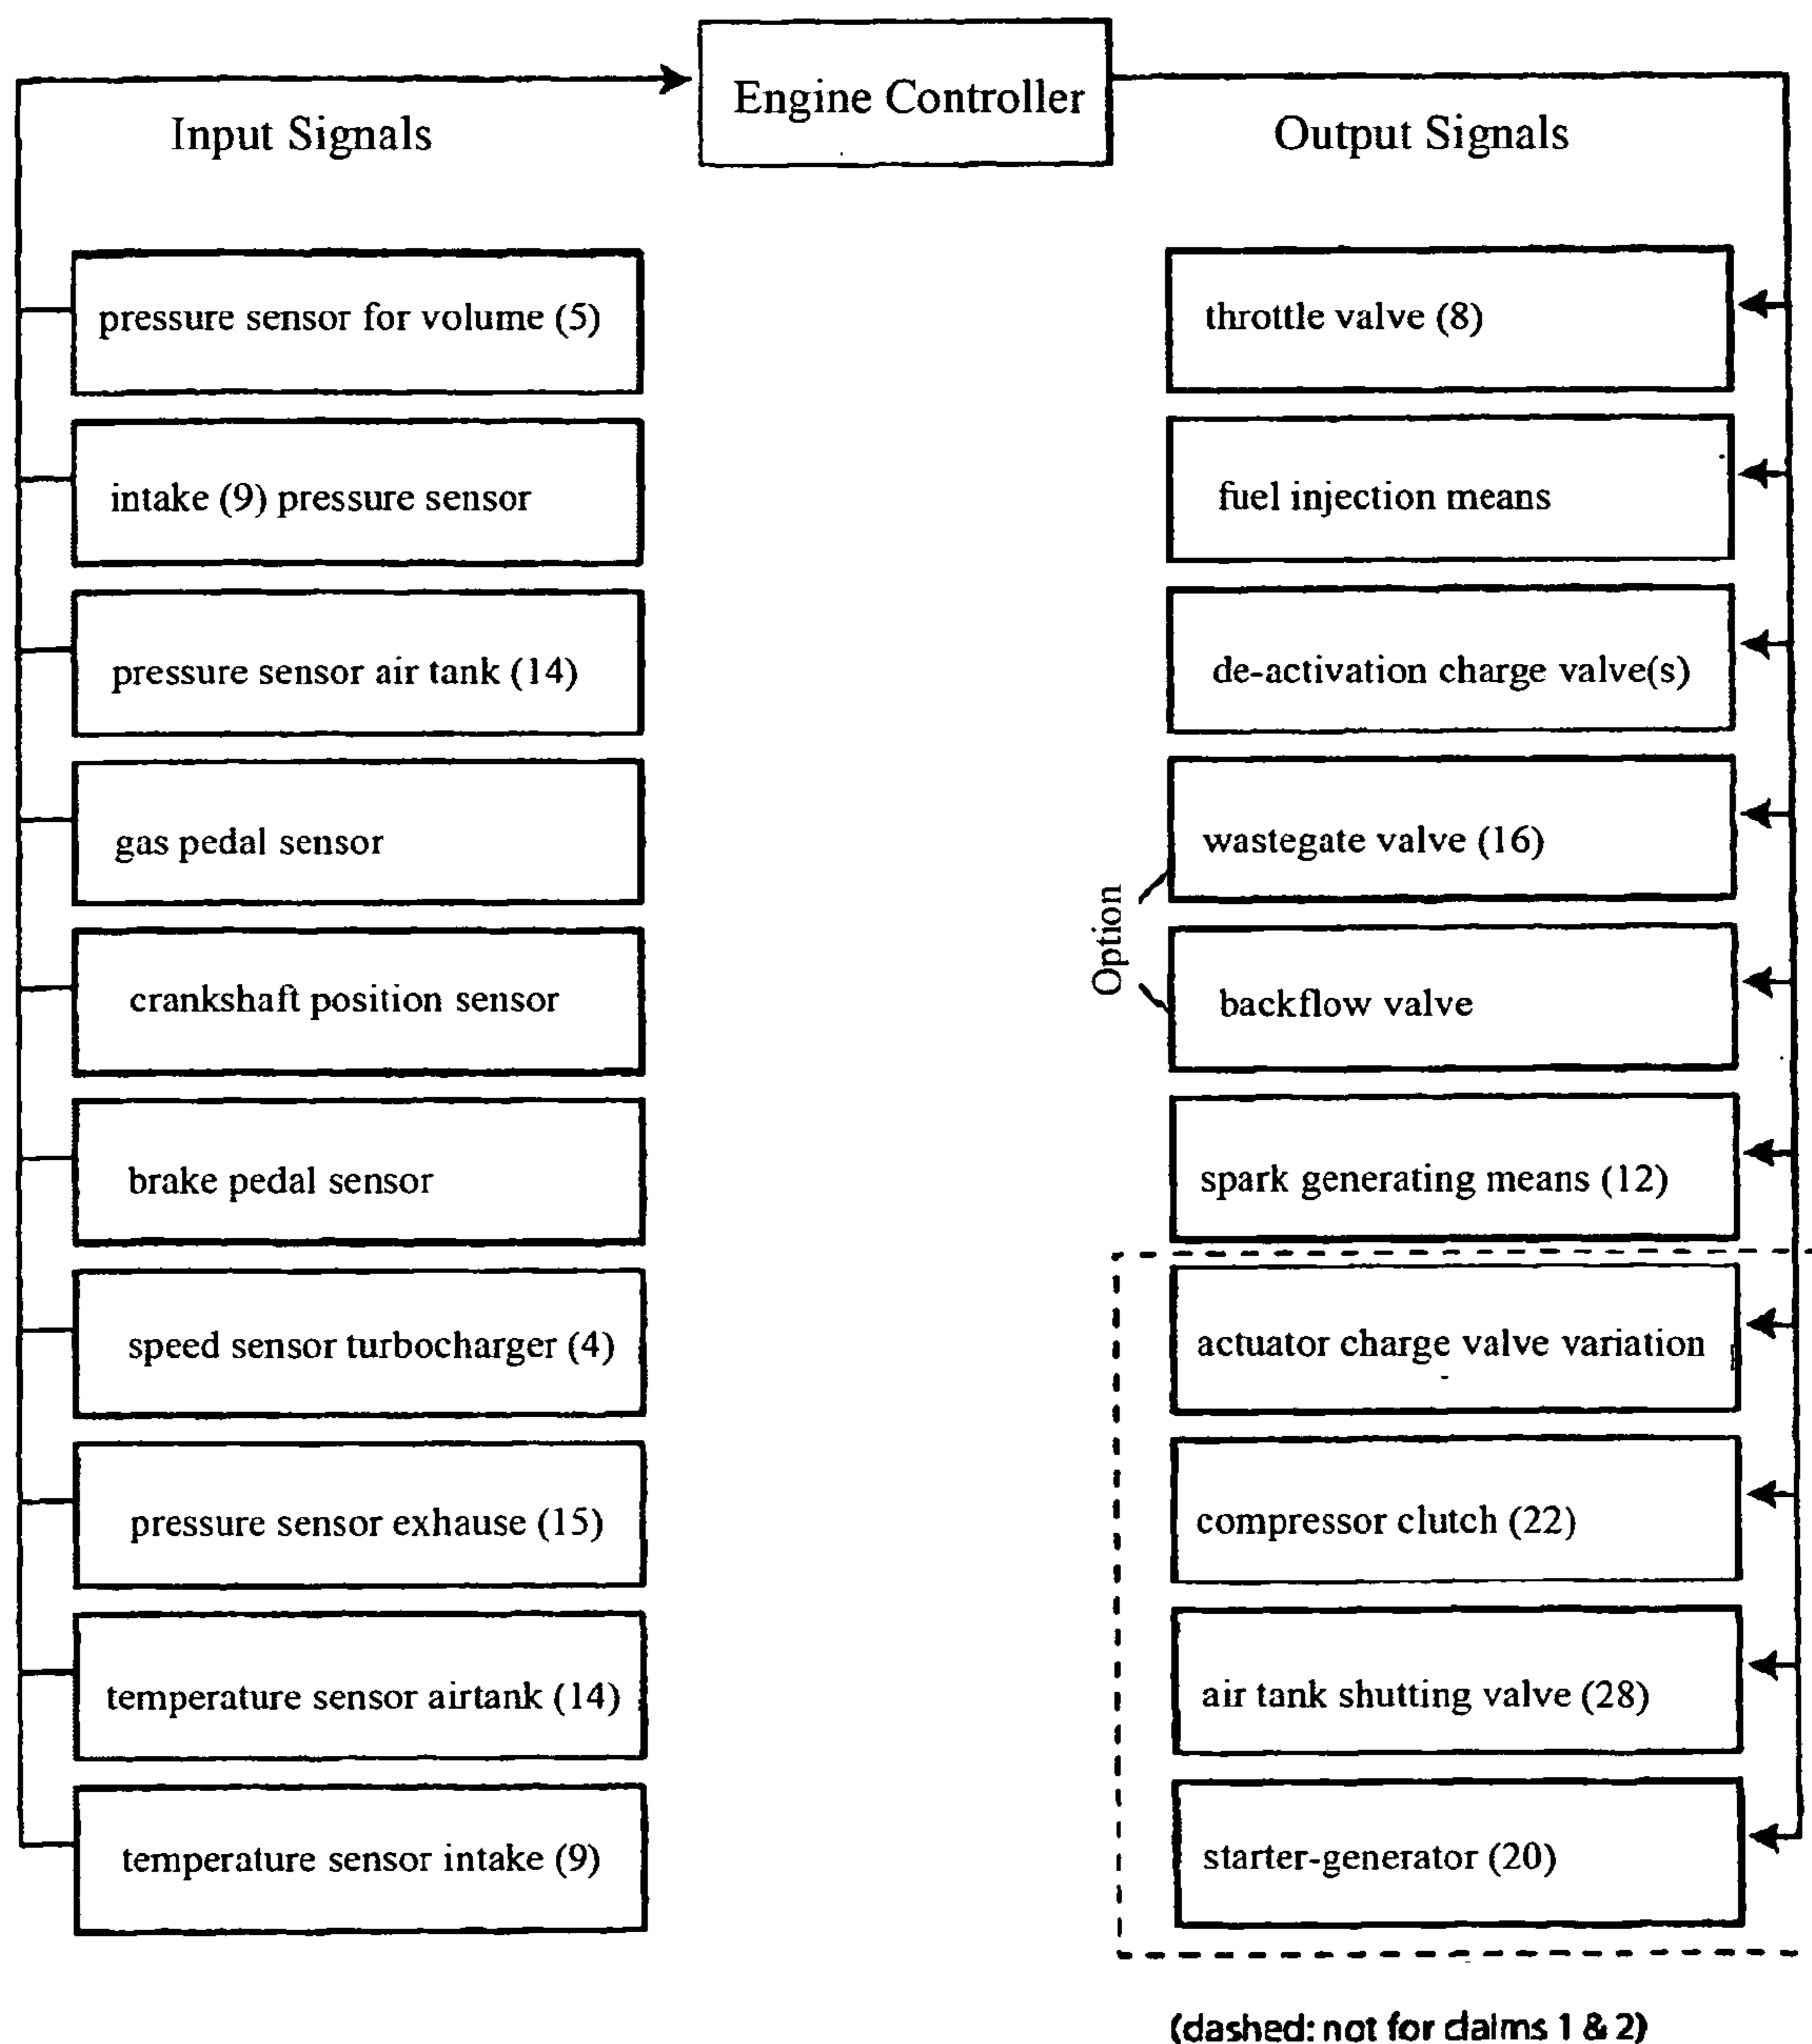 Engine Controller
Input Signals
Output Signals
pressure sensor for volume (5)
intake (9) pressure sensor
pressure sensor air tank (14)
gas pedal sensor
crankshaft position sensor
brake pedal sensor
speed sensor turbocharger (4)
pressure sensor exhause (15)
temperature sensor airtank (14)
temperature sensor intake (9)
throttle valve (8)
fuel injection means
de-activation charge valve(s)
wastegate valve (16)
Option
backflow valve
spark generating means (12)
actuator charge valve variation
compressor clutch (22)
air tank shutting valve (28)
starter-generator (20)
(dashed: not for claims 1 & 2)